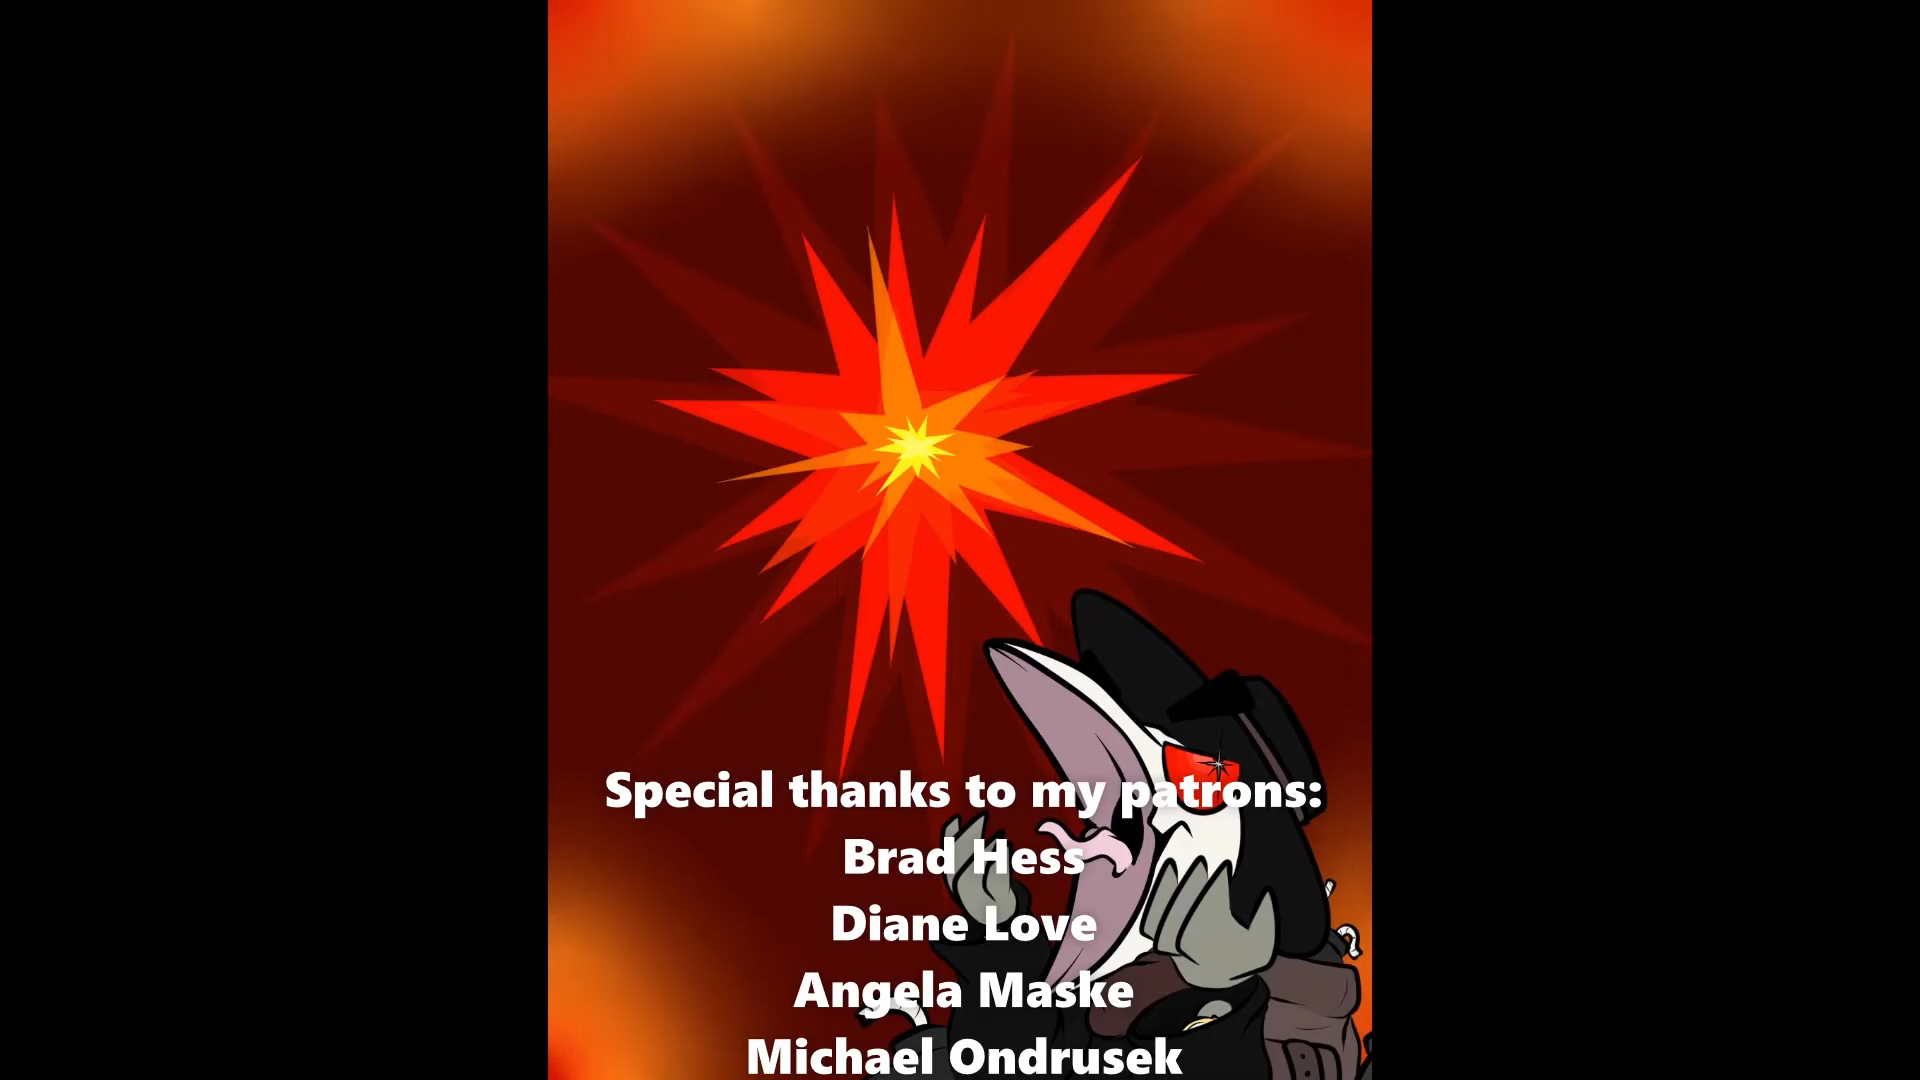 Special thanks to my patrons:
Brad Hess
Diane Love
Angela Maske
Michael Ondrusek